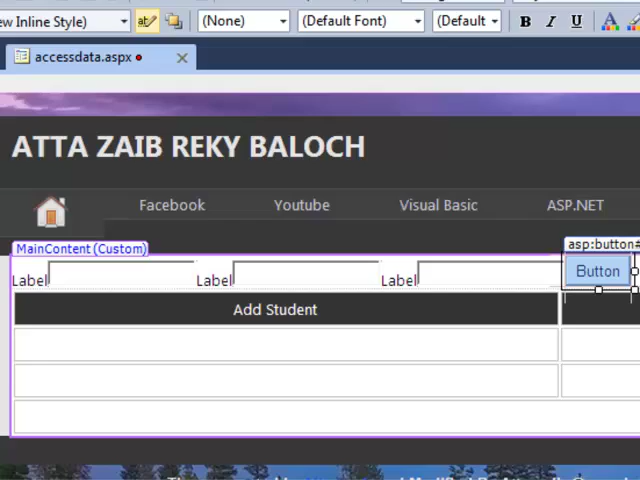 ew Inline Style) (None) (Default Font) (Default B I U A
accessdata.aspx
ATTA ZAIB REKY BALOCH
Facebook Youtube Visual Basic ASP.NET
MainContent (Custom) asp:button#
Label Label Label Button
Add Student